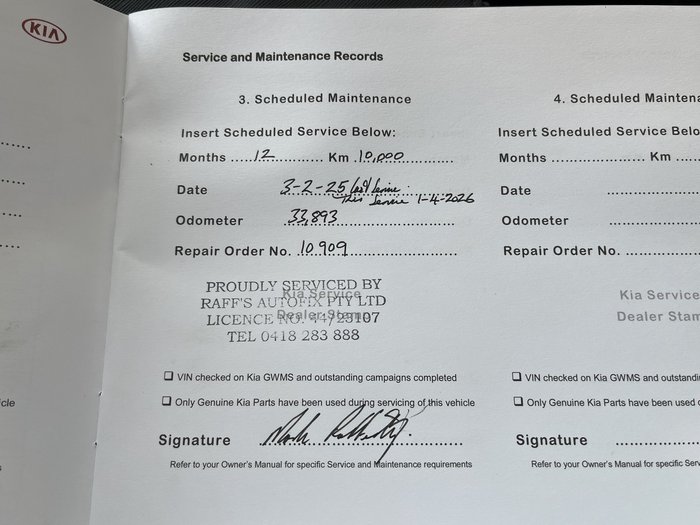 KIA
Service and Maintenance Records
3. Scheduled Maintenance
Insert Scheduled Service Below:
Months .....12............ Km .10,000.............
Date 3-2-25 last service.
This Service 1-4-2026
Odometer 33,893
Repair Order No. 10,909
Kia Service
Dealer Stamp
PROUDLY SERVICED BY
RAFF'S AUTOFIX PTY LTD
LICENCE NO.
TEL 0418 283 888
❑ VIN checked on Kia GWMS and outstanding campaigns completed
❑ Only Genuine Kia Parts have been used during servicing of this vehicle
Signature
Refer to your Owner's Manual for specific Service and Maintenance requirements
4. Scheduled Maintena
Insert Scheduled Service Belo
Months .................... Km ....
Date
Odometer
Repair Order No.
Kia Service
Dealer Stam
❑ VIN checked on Kia GWMS and outstandi
❑ Only Genuine Kia Parts have been used d
Signature
Refer to your Owner's Manual for specific Serv
icle